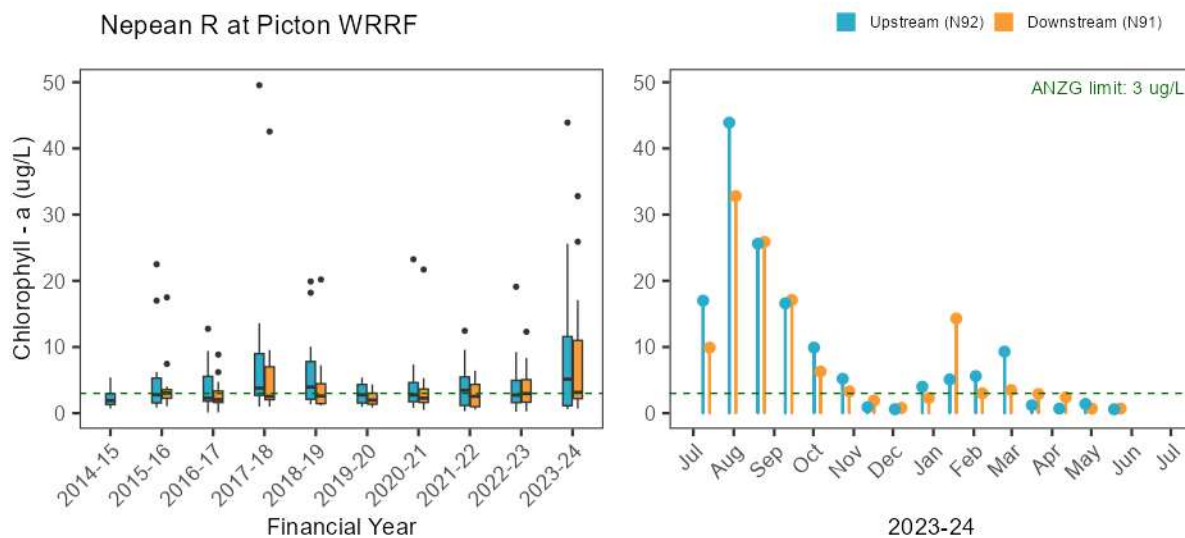 Nepean R at Picton WRRF
Upstream (N92) Downstream (N91)
Chlorophyll - a (ug/L)
50
40
30
20
10
0
2014-15
2015-16
2016-17
2017-18
2018-19
2019-20
2020-21
2021-22
2022-23
2023-24
Financial Year
ANZG limit: 3 ug/L
50
40
30
20
10
0
Jul
Aug
Sep
Oct
Nov
Dec
Jan
Feb
Mar
Apr
May
Jun
Jul
2023-24